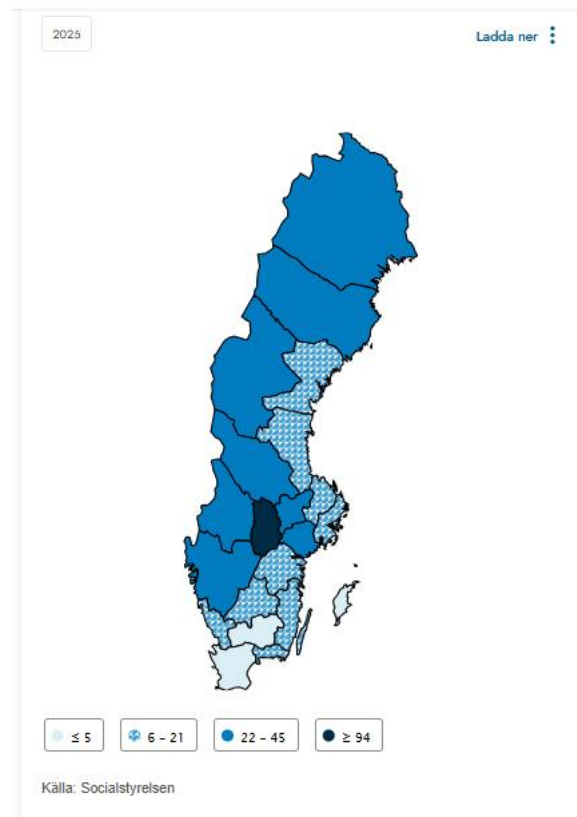 2025
Ladda ner
≤ 5
6 – 21
22 – 45
≥ 94
Källa: Socialstyrelsen